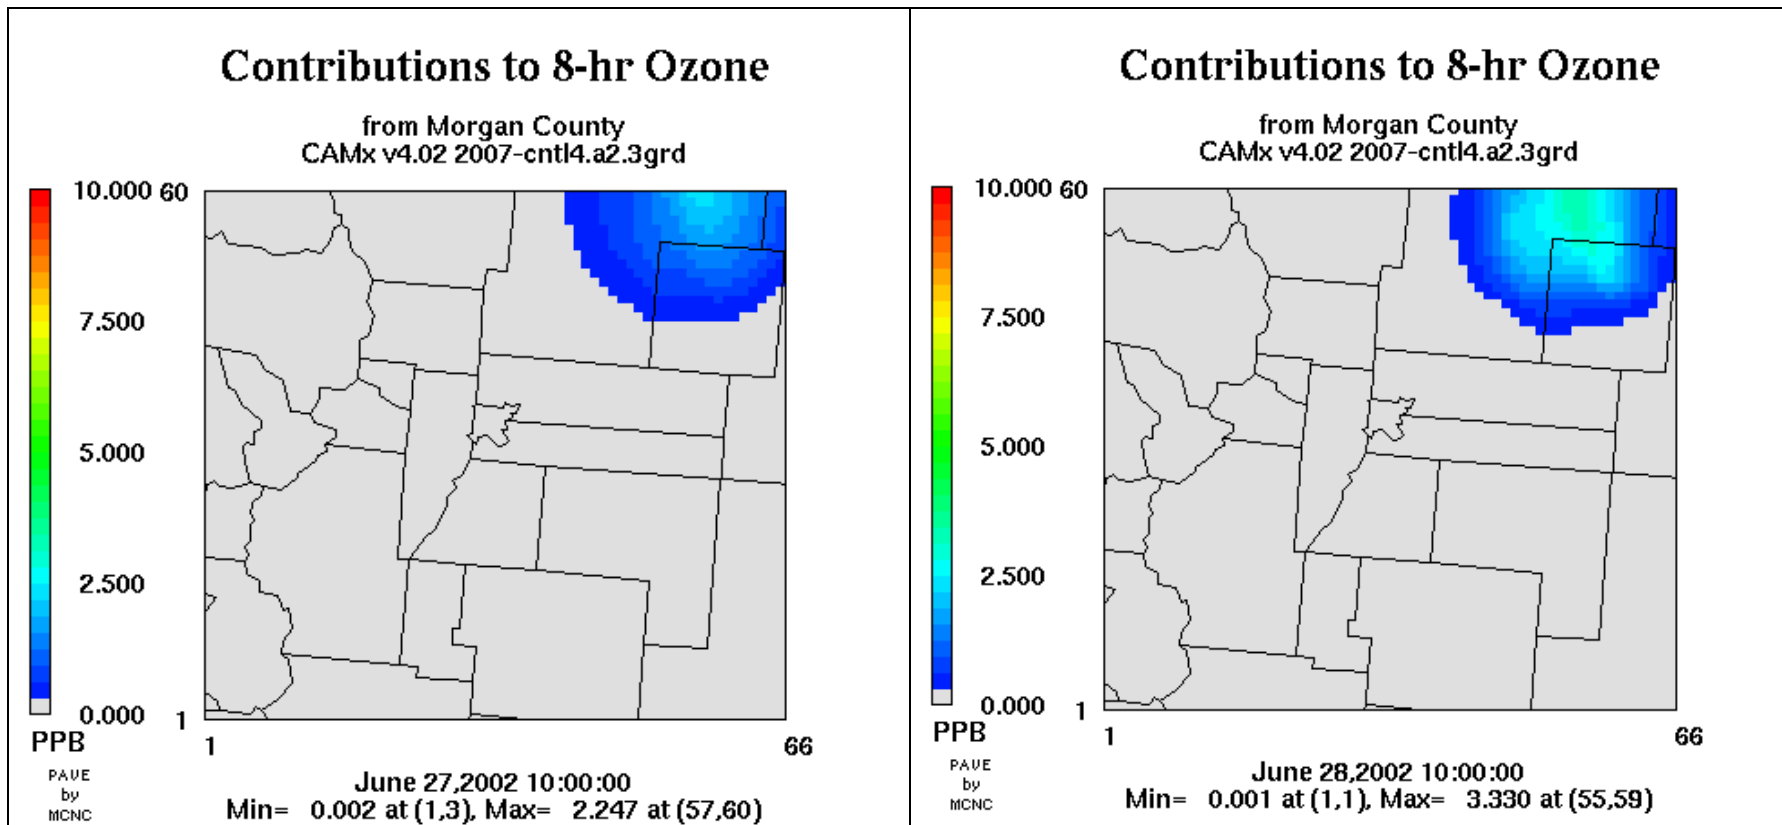 Contributions to 8-hr Ozone
from Morgan County
CAMx v4.02 2007-cntl4.a2.3grd
10.000
7.500
5.000
2.500
0.000
PPB
PAVE
by
MCNC
60
1
1
66
June 27,2002 10:00:00
Min= 0.002 at (1,3), Max= 2.247 at (57,60)
Contributions to 8-hr Ozone
from Morgan County
CAMx v4.02 2007-cntl4.a2.3grd
10.000
7.500
5.000
2.500
0.000
PPB
PAVE
by
MCNC
60
1
1
66
June 28,2002 10:00:00
Min= 0.001 at (1,1), Max= 3.330 at (55,59)